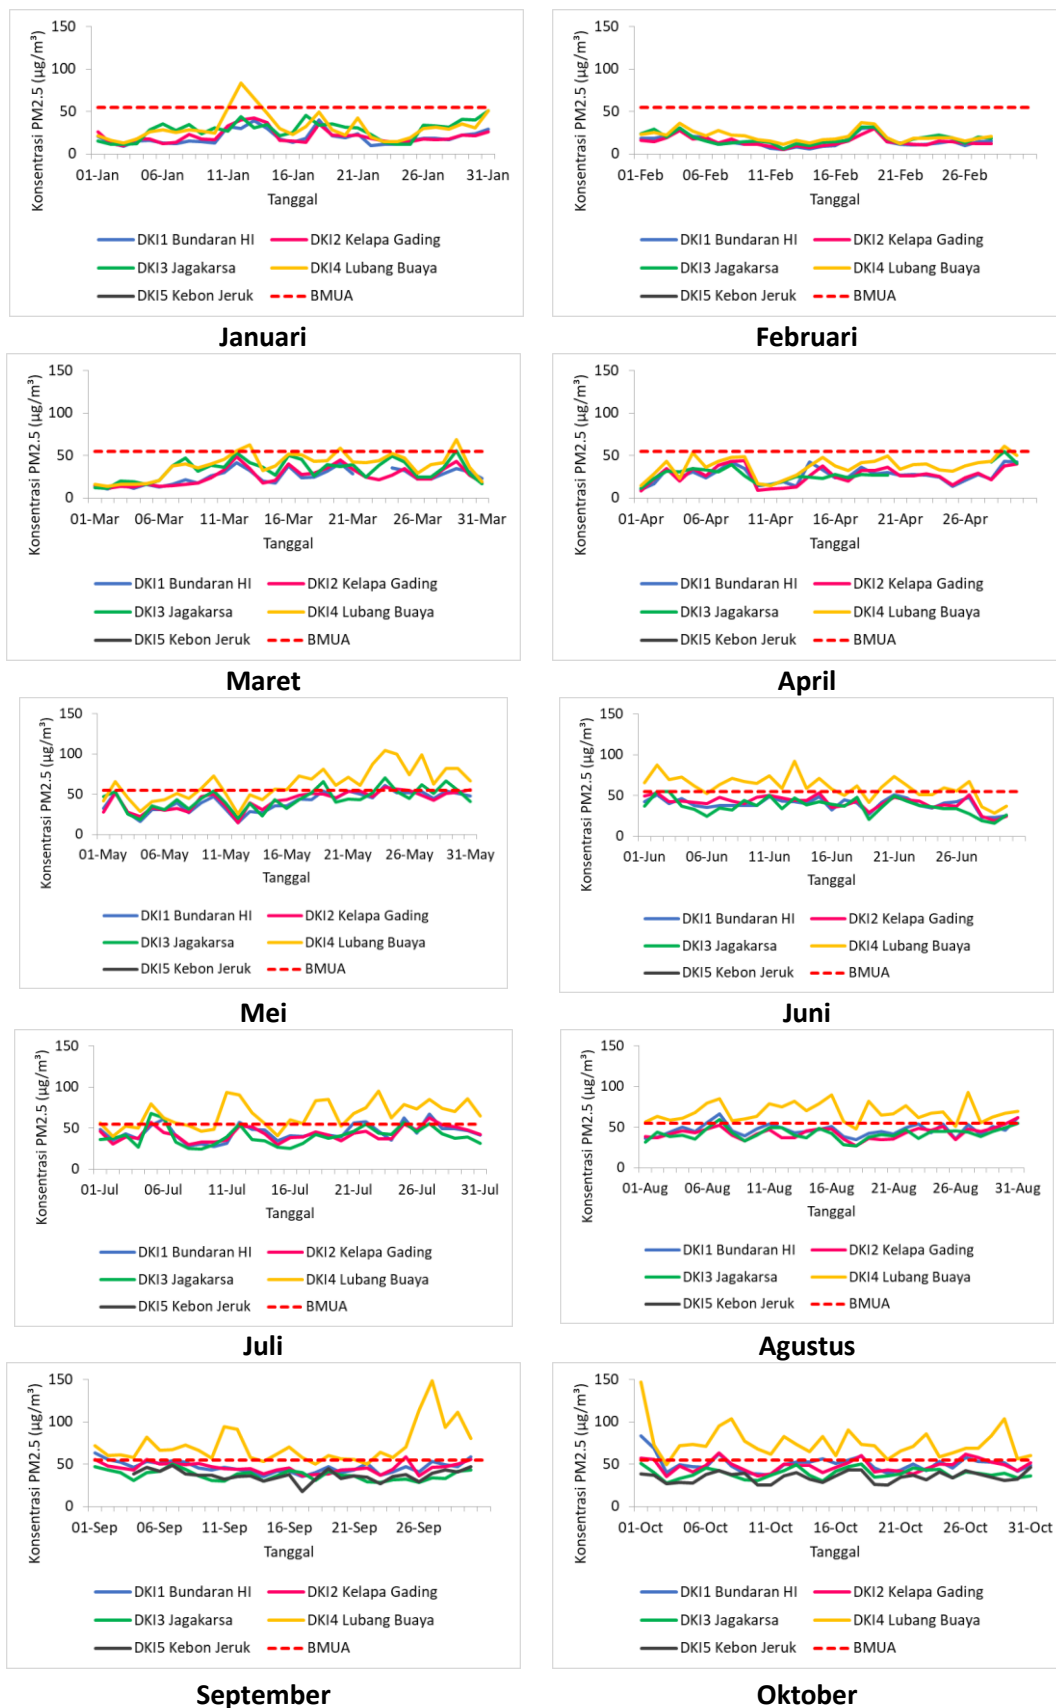 Konsentrasi PM2.5 (µg/m³)
150
100
50
0
01-Jan 06-Jan 11-Jan 16-Jan 21-Jan 26-Jan 31-Jan
Tanggal
DKI1 Bundaran HI DKI2 Kelapa Gading
DKI3 Jagakarsa DKI4 Lubang Buaya
DKI5 Kebon Jeruk BMUA
Januari
Konsentrasi PM2.5 (µg/m³)
150
100
50
0
01-Feb 06-Feb 11-Feb 16-Feb 21-Feb 26-Feb
Tanggal
DKI1 Bundaran HI DKI2 Kelapa Gading
DKI3 Jagakarsa DKI4 Lubang Buaya
DKI5 Kebon Jeruk BMUA
Februari
Konsentrasi PM2.5 (µg/m³)
150
100
50
0
01-Mar 06-Mar 11-Mar 16-Mar 21-Mar 26-Mar 31-Mar
Tanggal
DKI1 Bundaran HI DKI2 Kelapa Gading
DKI3 Jagakarsa DKI4 Lubang Buaya
DKI5 Kebon Jeruk BMUA
Maret
Konsentrasi PM2.5 (µg/m³)
150
100
50
0
01-Apr 06-Apr 11-Apr 16-Apr 21-Apr 26-Apr
Tanggal
DKI1 Bundaran HI DKI2 Kelapa Gading
DKI3 Jagakarsa DKI4 Lubang Buaya
DKI5 Kebon Jeruk BMUA
April
Konsentrasi PM2.5 (µg/m³)
150
100
50
0
01-May 06-May 11-May 16-May 21-May 26-May 31-May
Tanggal
DKI1 Bundaran HI DKI2 Kelapa Gading
DKI3 Jagakarsa DKI4 Lubang Buaya
DKI5 Kebon Jeruk BMUA
Mei
Konsentrasi PM2.5 (µg/m³)
150
100
50
0
01-Jun 06-Jun 11-Jun 16-Jun 21-Jun 26-Jun
Tanggal
DKI1 Bundaran HI DKI2 Kelapa Gading
DKI3 Jagakarsa DKI4 Lubang Buaya
DKI5 Kebon Jeruk BMUA
Juni
Konsentrasi PM2.5 (µg/m³)
150
100
50
0
01-Jul 06-Jul 11-Jul 16-Jul 21-Jul 26-Jul 31-Jul
Tanggal
DKI1 Bundaran HI DKI2 Kelapa Gading
DKI3 Jagakarsa DKI4 Lubang Buaya
DKI5 Kebon Jeruk BMUA
Juli
Konsentrasi PM2.5 (µg/m³)
150
100
50
0
01-Aug 06-Aug 11-Aug 16-Aug 21-Aug 26-Aug 31-Aug
Tanggal
DKI1 Bundaran HI DKI2 Kelapa Gading
DKI3 Jagakarsa DKI4 Lubang Buaya
DKI5 Kebon Jeruk BMUA
Agustus
Konsentrasi PM2.5 (µg/m³)
150
100
50
0
01-Sep 06-Sep 11-Sep 16-Sep 21-Sep 26-Sep
Tanggal
DKI1 Bundaran HI DKI2 Kelapa Gading
DKI3 Jagakarsa DKI4 Lubang Buaya
DKI5 Kebon Jeruk BMUA
September
Konsentrasi PM2.5 (µg/m³)
150
100
50
0
01-Oct 06-Oct 11-Oct 16-Oct 21-Oct 26-Oct 31-Oct
Tanggal
DKI1 Bundaran HI DKI2 Kelapa Gading
DKI3 Jagakarsa DKI4 Lubang Buaya
DKI5 Kebon Jeruk BMUA
Oktober